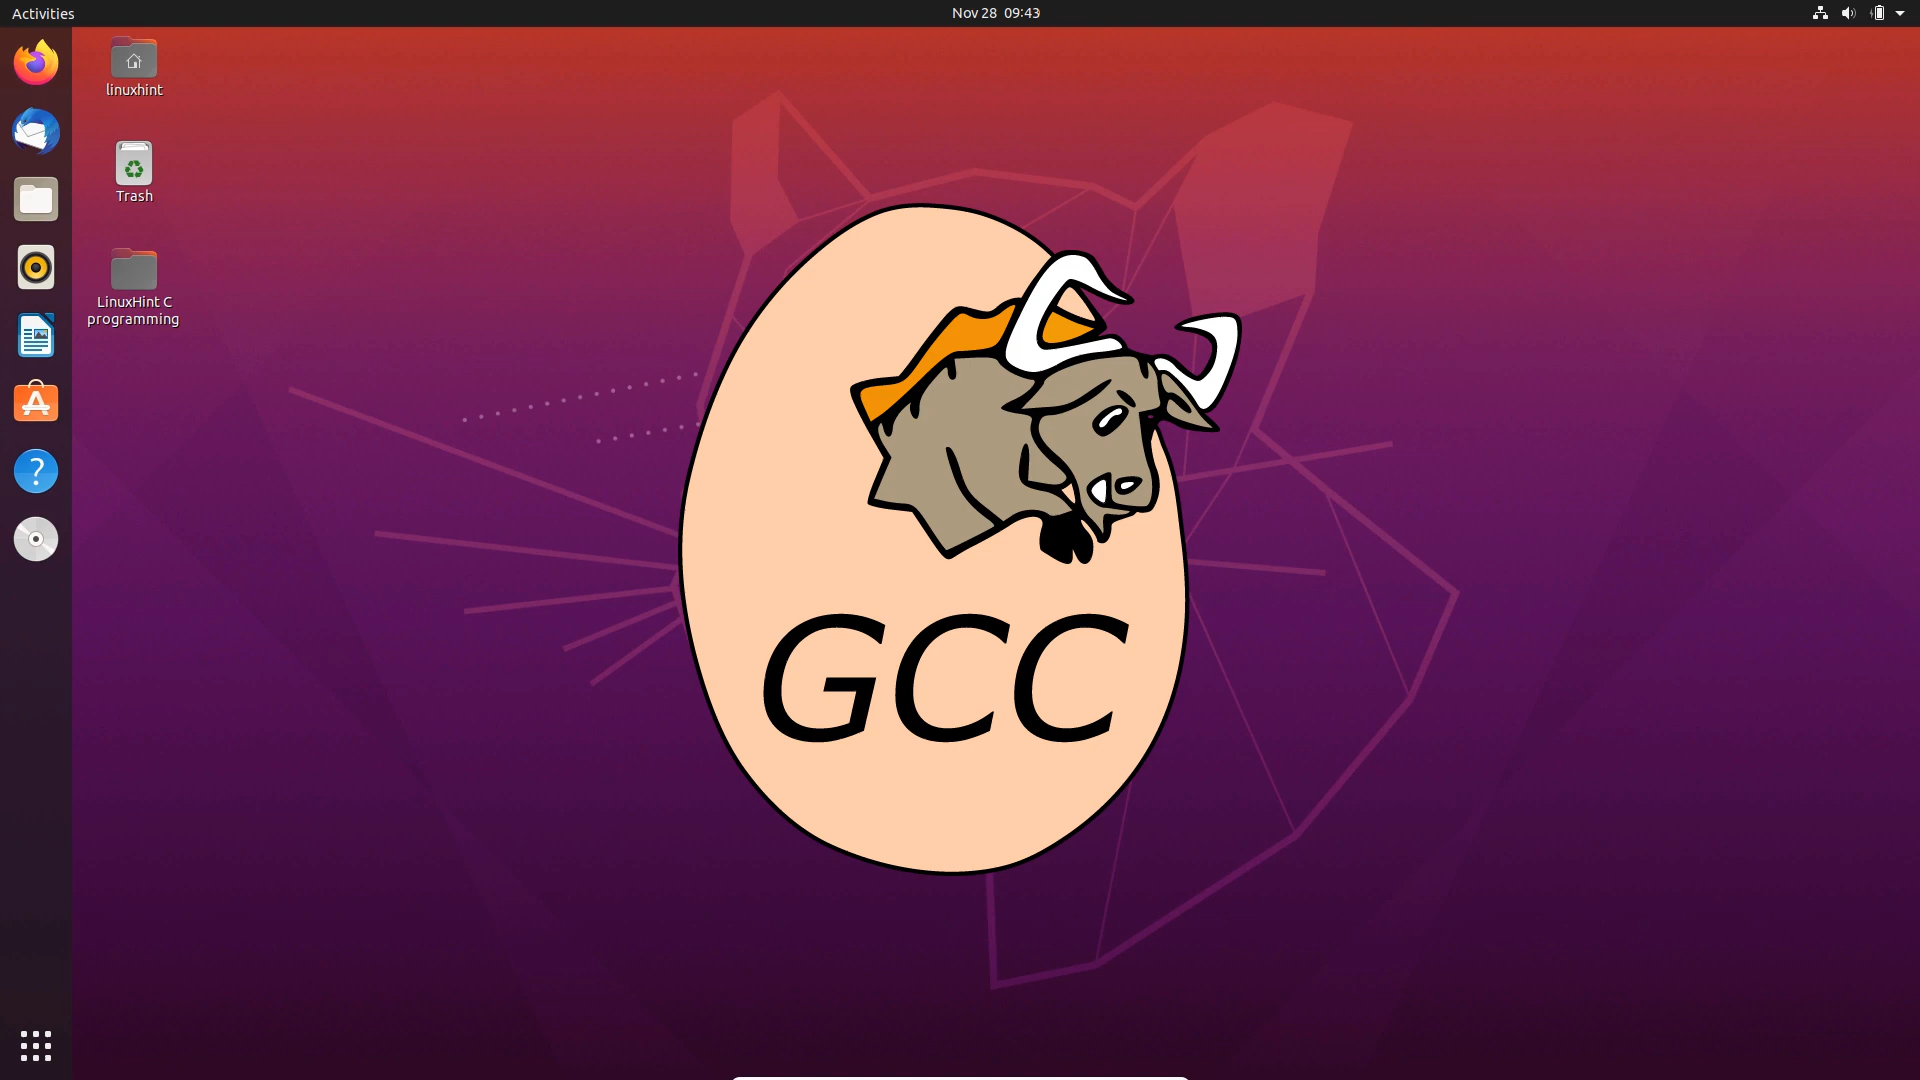 Activities
Nov 28 09:43
linuxhint
Trash
LinuxHint C
programming
GCC